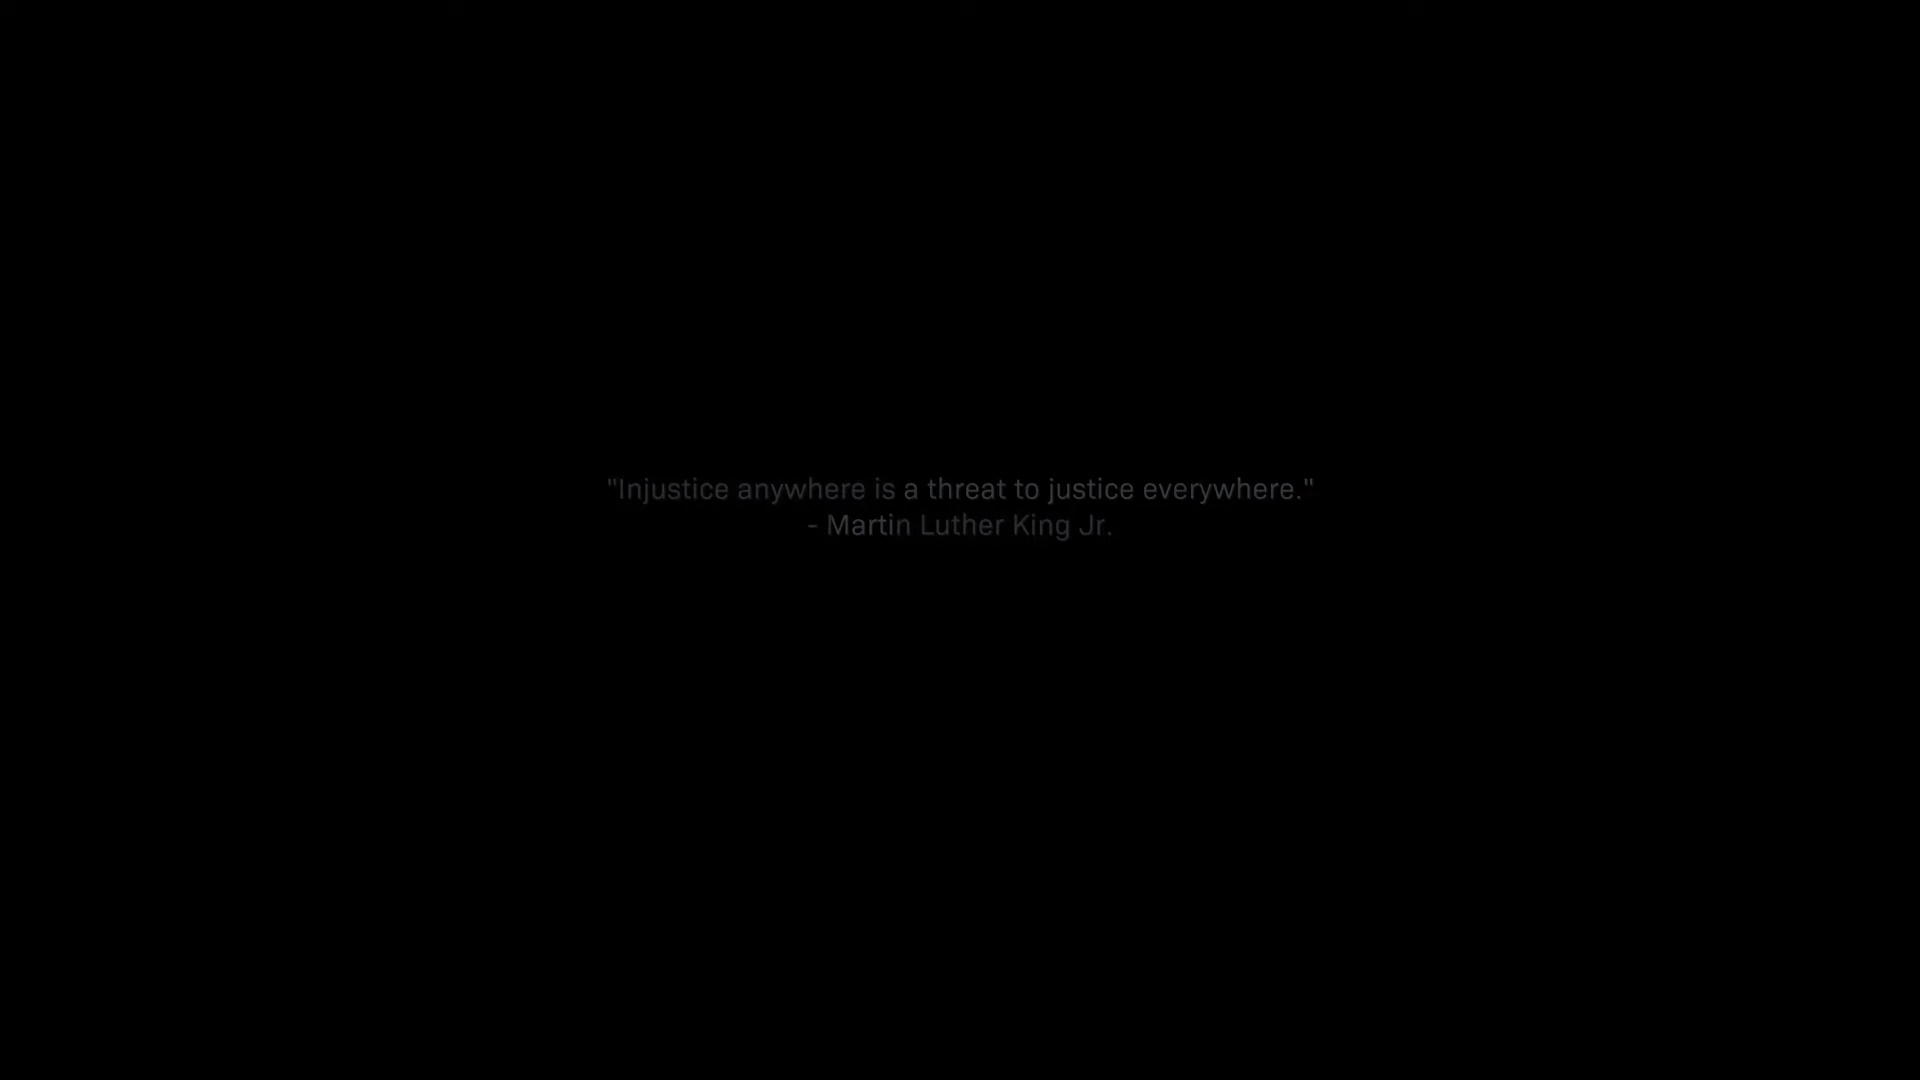 "Injustice anywhere is a threat to justice everywhere."
- Martin Luther King Jr.